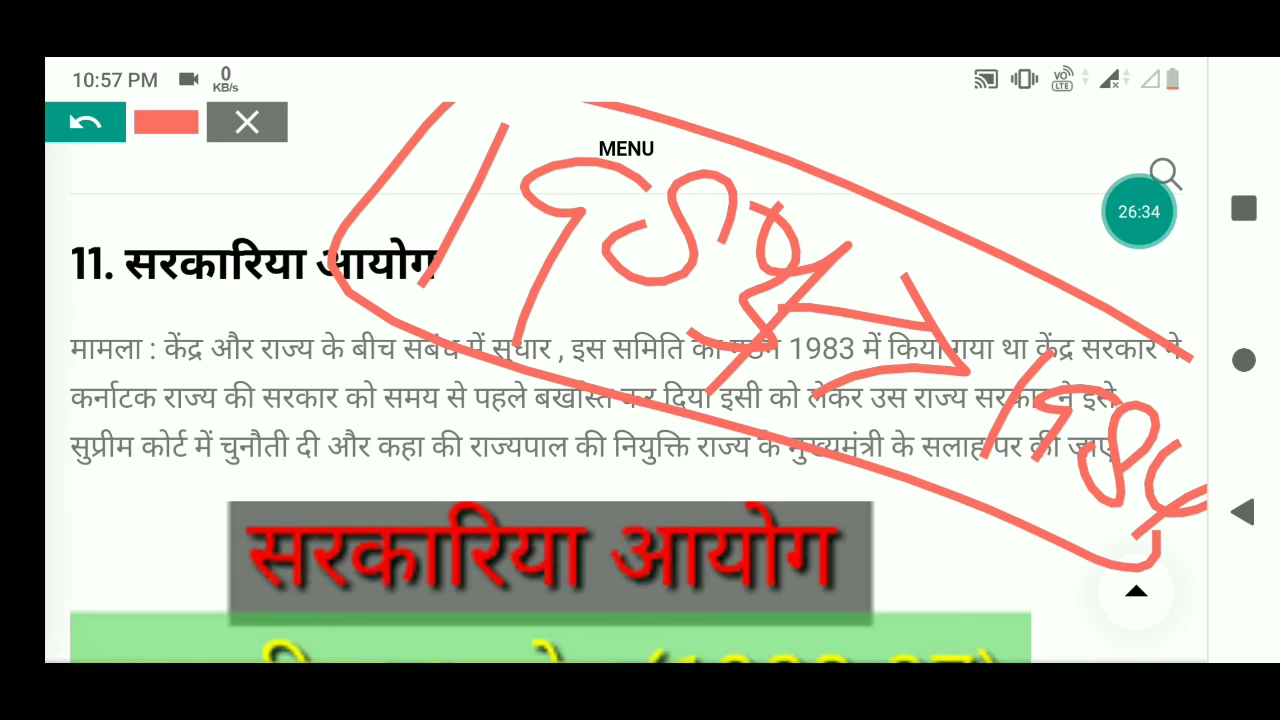 10:57 PM 0 KB/s VO LTE
MENU
26:34
11. सरकारिया आयोग
मामला : केंद्र और राज्य के बीच संबंध में सुधार , इस समिति का गठन 1983 में किया गया था केंद्र सरकार ने
कर्नाटक राज्य की सरकार को समय से पहले बर्खास्त कर दिया इसी को लेकर उस राज्य सरकार ने इसे
सुप्रीम कोर्ट में चुनौती दी और कहा की राज्यपाल की नियुक्ति राज्य के मुख्यमंत्री के सलाह पर की जाए
सरकारिया आयोग